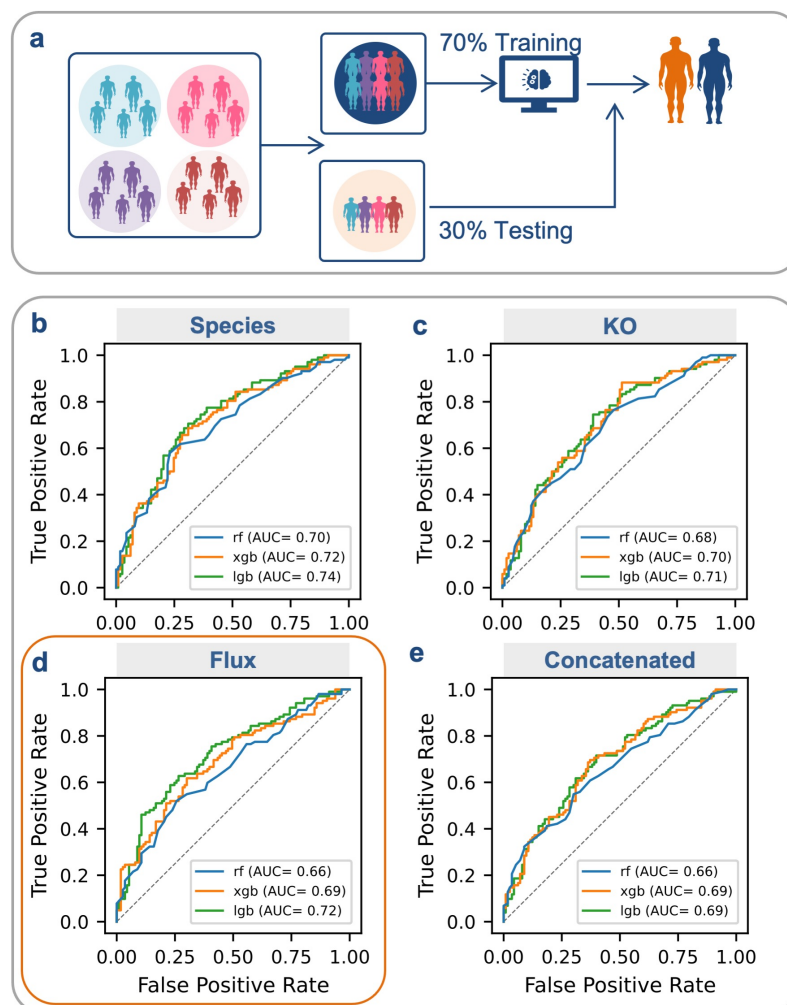 a
70% Training
30% Testing
b
Species
1.0
0.8
0.6
0.4
0.2
0.0
True Positive Rate
rf (AUC= 0.70)
xgb (AUC= 0.72)
lgb (AUC= 0.74)
0.00 0.25 0.50 0.75 1.00
c
KO
1.0
0.8
0.6
0.4
0.2
0.0
True Positive Rate
rf (AUC= 0.68)
xgb (AUC= 0.70)
lgb (AUC= 0.71)
0.00 0.25 0.50 0.75 1.00
d
Flux
1.0
0.8
0.6
0.4
0.2
0.0
True Positive Rate
rf (AUC= 0.66)
xgb (AUC= 0.69)
lgb (AUC= 0.72)
0.00 0.25 0.50 0.75 1.00
False Positive Rate
e
Concatenated
1.0
0.8
0.6
0.4
0.2
0.0
True Positive Rate
rf (AUC= 0.66)
xgb (AUC= 0.69)
lgb (AUC= 0.69)
0.00 0.25 0.50 0.75 1.00
False Positive Rate